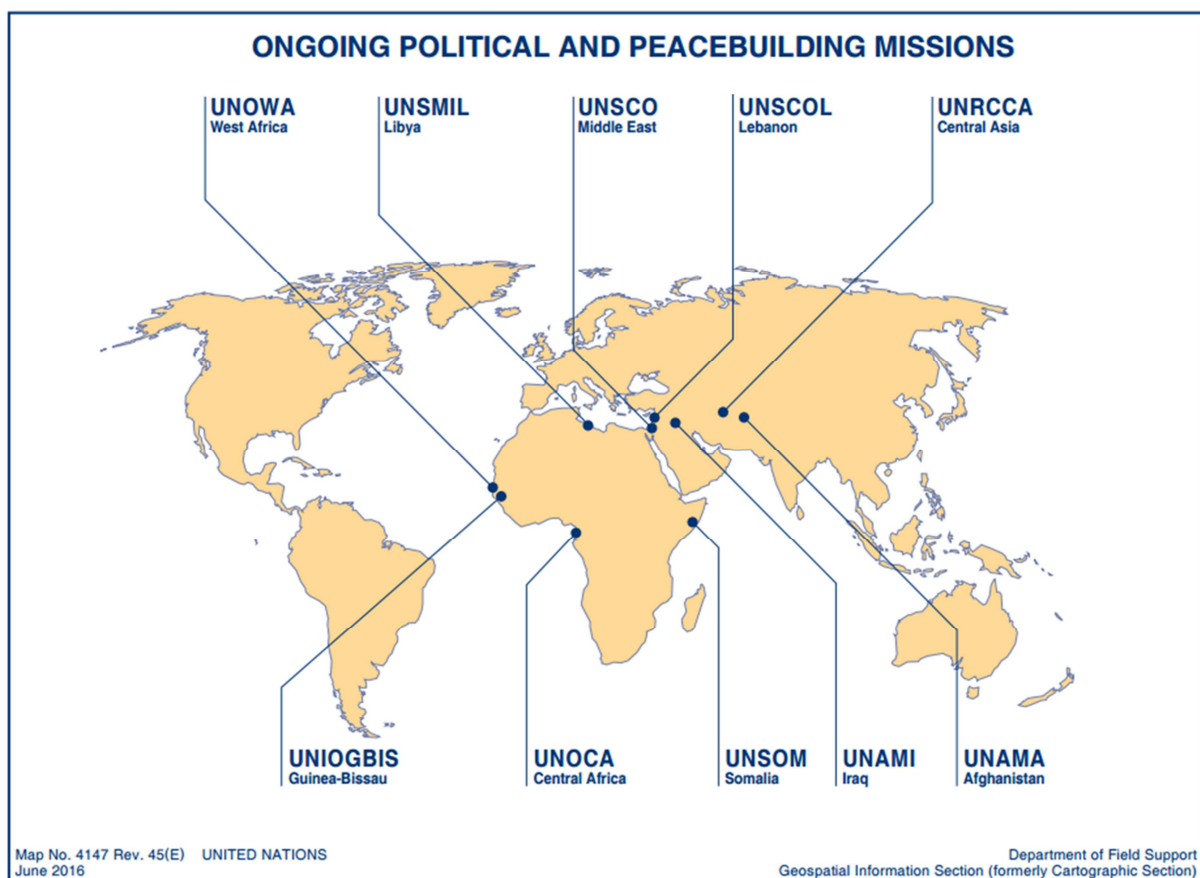 ONGOING POLITICAL AND PEACEBUILDING MISSIONS
UNOWA
West Africa
UNSMIL
Libya
UNSCO
Middle East
UNSCOL
Lebanon
UNRCCA
Central Asia
UNIOGBIS
Guinea-Bissau
UNOCA
Central Africa
UNSOM
Somalia
UNAMI
Iraq
UNAMA
Afghanistan
Map No. 4147 Rev. 45(E) UNITED NATIONS
June 2016
Department of Field Support
Geospatial Information Section (formerly Cartographic Section)